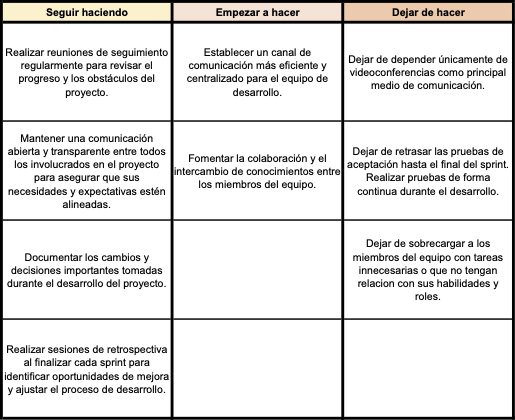 Seguir haciendo
Empezar a hacer
Dejar de hacer
Realizar reuniones de seguimiento
regularmente para revisar el
progreso y los obstáculos del
proyecto.
Establecer un canal de
comunicación más eficiente y
centralizado para el equipo de
desarrollo.
Dejar de depender únicamente de
videoconferencias como principal
medio de comunicación.
Mantener una comunicación
abierta y transparente entre todos
los involucrados en el proyecto
para asegurar que sus
necesidades y expectativas estén
alineadas.
Fomentar la colaboración y el
intercambio de conocimientos entre
los miembros del equipo.
Dejar de retrasar las pruebas de
aceptación hasta el final del sprint.
Realizar pruebas de forma
continua durante el desarrollo.
Documentar los cambios y
decisiones importantes tomadas
durante el desarrollo del proyecto.
Dejar de sobrecargar a los
miembros del equipo con tareas
innecesarias o que no tengan
relacion con sus habilidades y
roles.
Realizar sesiones de retrospectiva
al finalizar cada sprint para
identificar oportunidades de mejora
y ajustar el proceso de desarrollo.